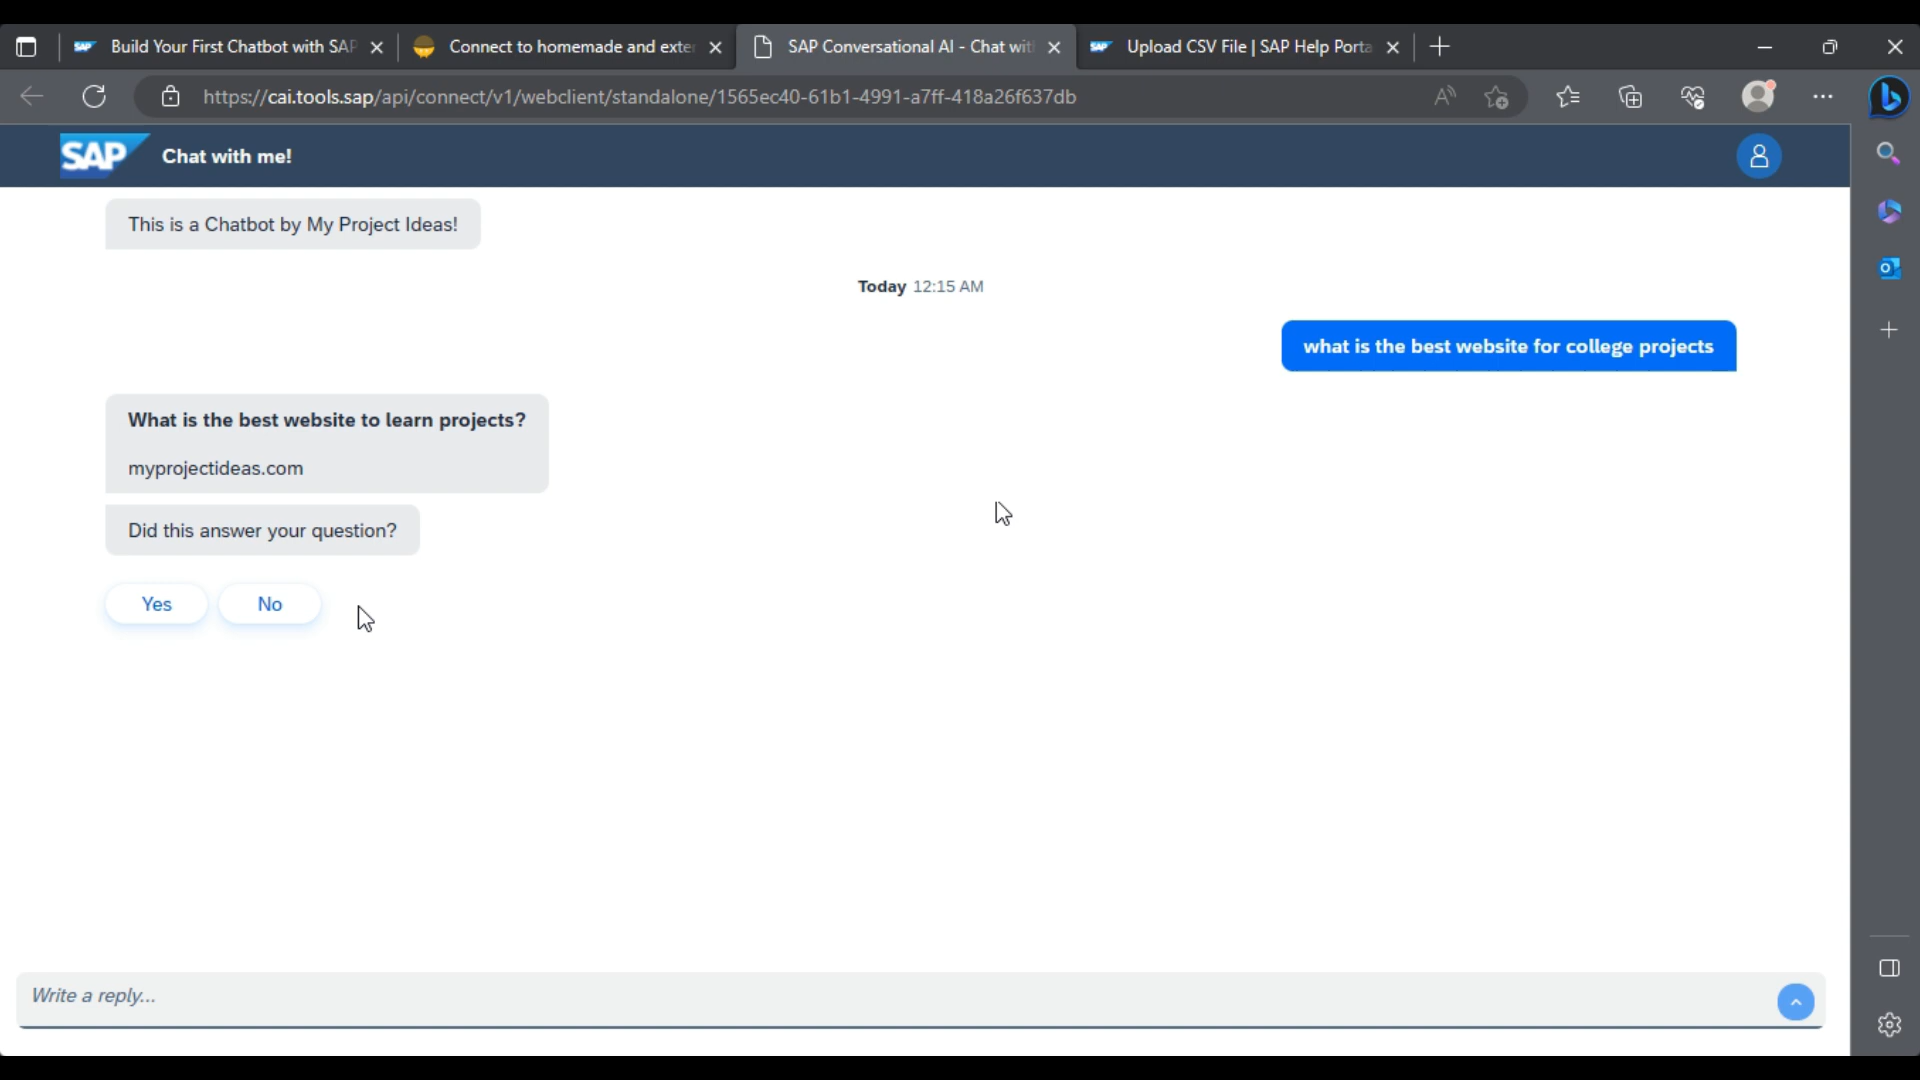 Build Your First Chatbot with SAP
Connect to homemade and exte
SAP Conversational AI - Chat wit
Upload CSV File | SAP Help Porta
https://cai.tools.sap/api/connect/v1/webclient/standalone/1565ec40-61b1-4991-a7ff-418a26f637db
SAP Chat with me!
This is a Chatbot by My Project Ideas!
Today 12:15 AM
what is the best website for college projects
What is the best website to learn projects?
myprojectideas.com
Did this answer your question?
Yes
No
Write a reply...